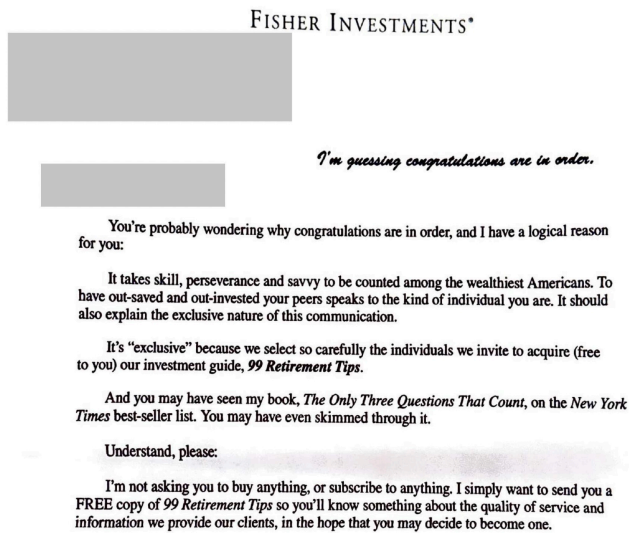 FISHER INVESTMENTS®
I'm guessing congratulations are in order.
You're probably wondering why congratulations are in order, and I have a logical reason
for you:
It takes skill, perseverance and savvy to be counted among the wealthiest Americans. To
have out-saved and out-invested your peers speaks to the kind of individual you are. It should
also explain the exclusive nature of this communication.
It's “exclusive” because we select so carefully the individuals we invite to acquire (free
to you) our investment guide, 99 Retirement Tips.
And you may have seen my book, The Only Three Questions That Count, on the New York
Times best-seller list. You may have even skimmed through it.
Understand, please:
I'm not asking you to buy anything, or subscribe to anything. I simply want to send you a
FREE copy of 99 Retirement Tips so you'll know something about the quality of service and
information we provide our clients, in the hope that you may decide to become one.